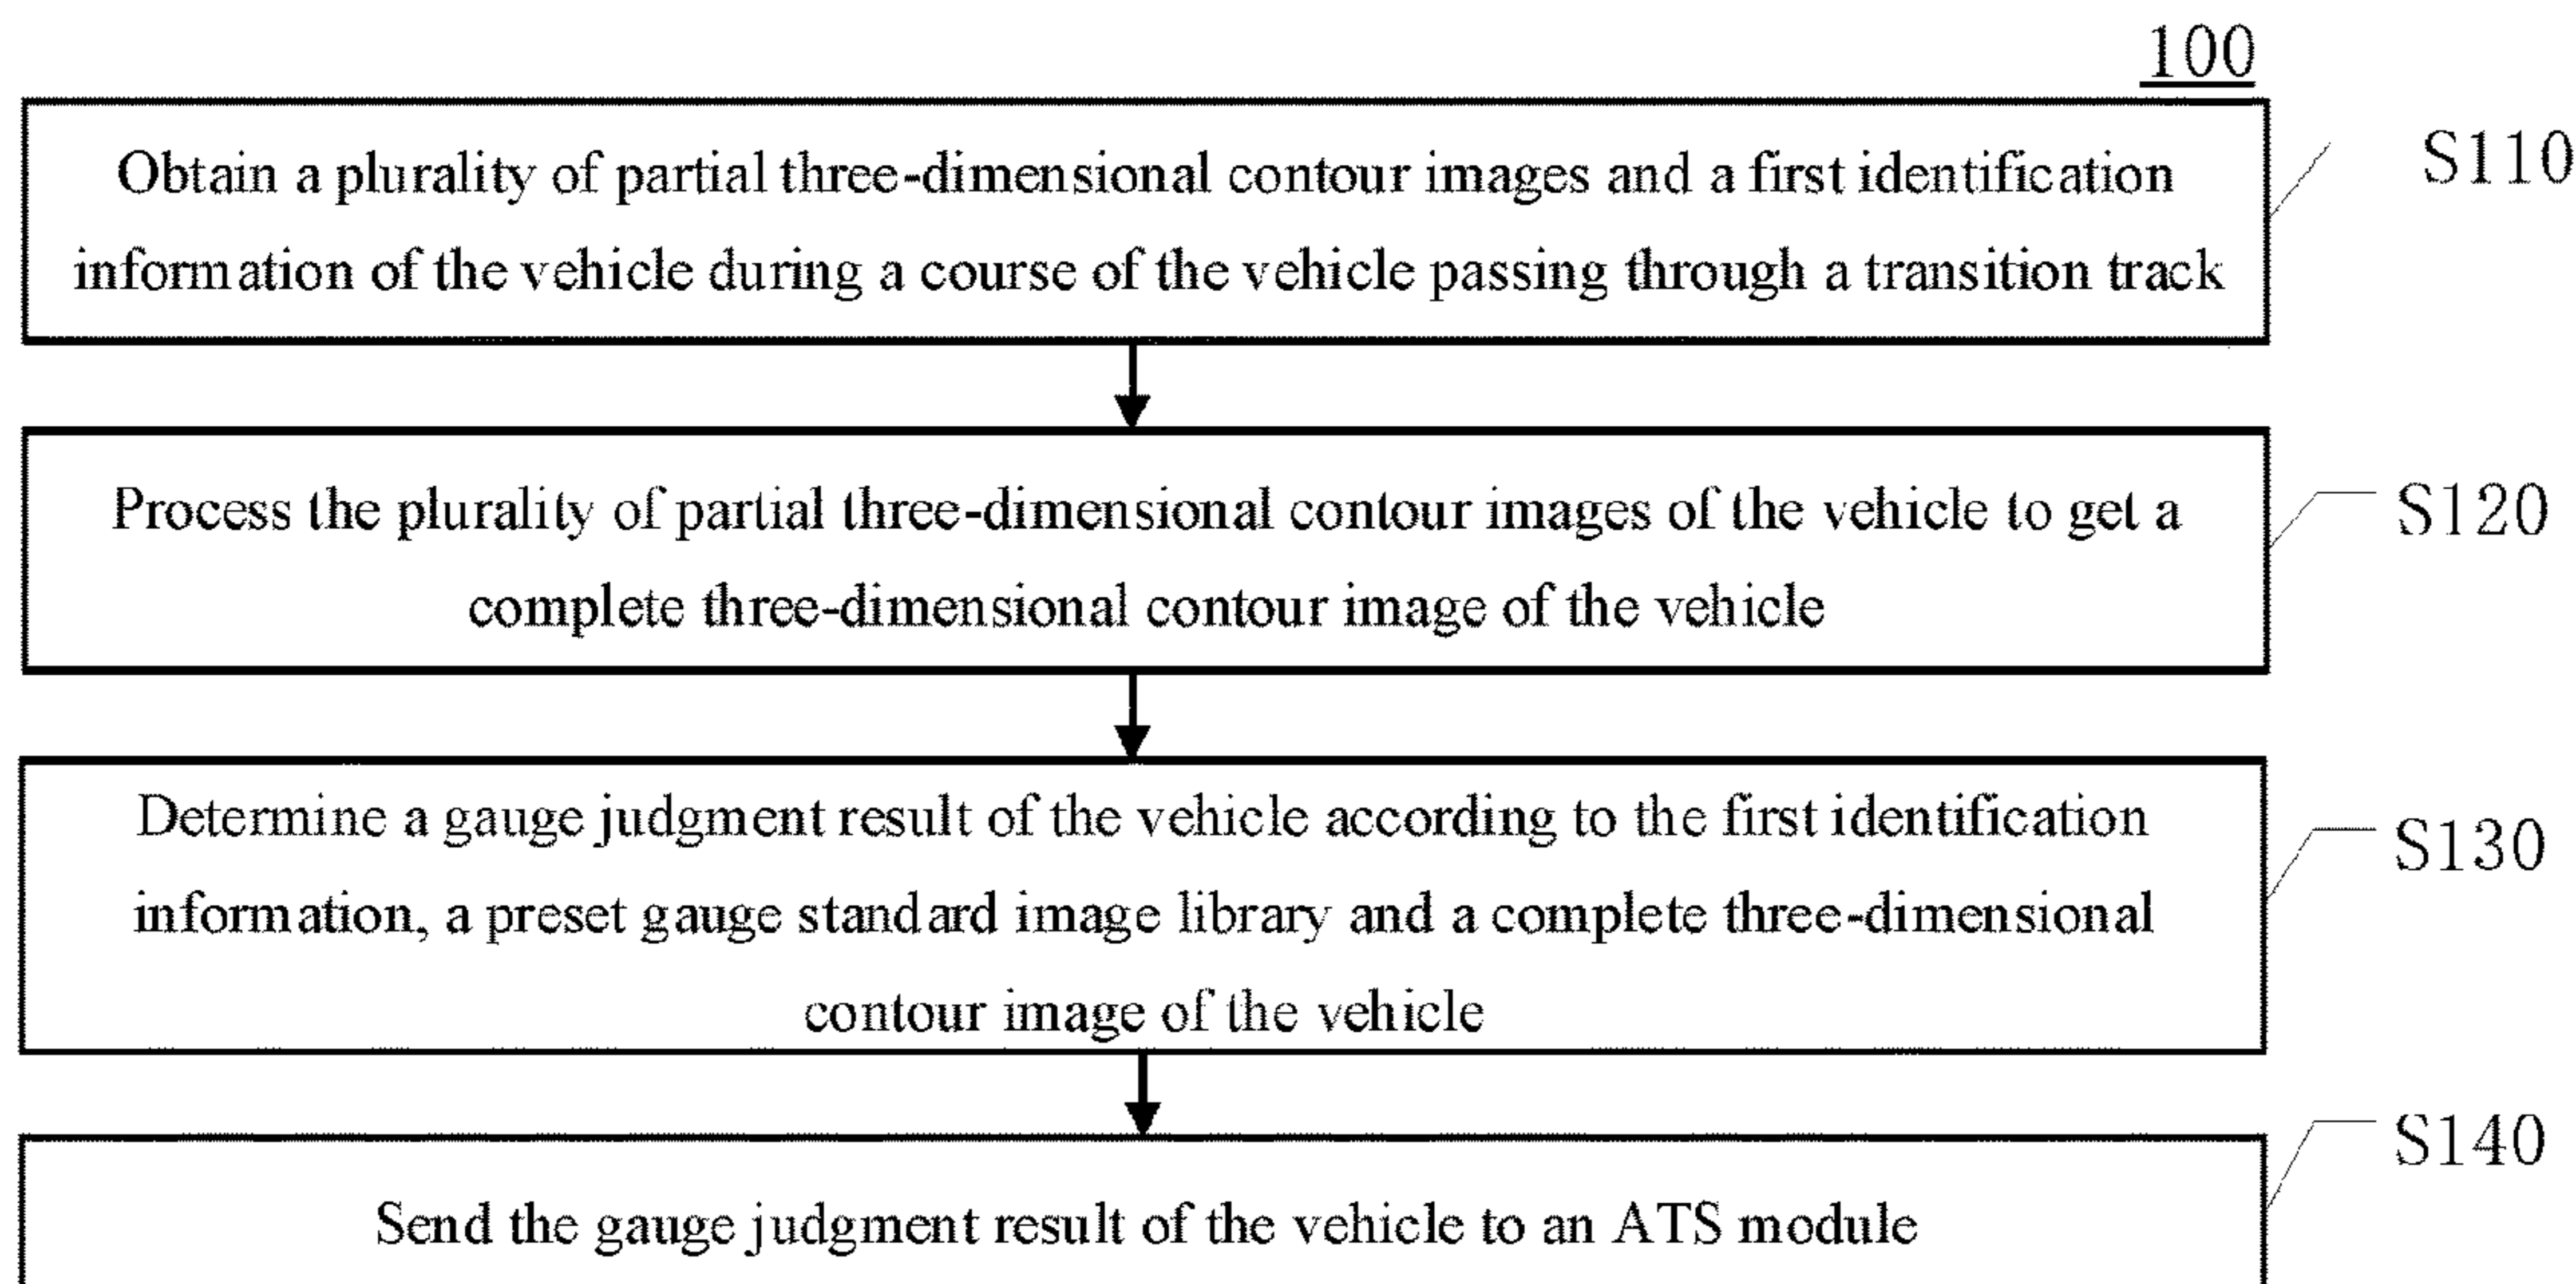 100
Obtain a plurality of partial three-dimensional contour images and a first identification
S110
information of the vehicle during a course of the vehicle passing through a transition track
Process the plurality of partial three-dimensional contour images of the vehicle to get a
S120
complete three-dimensional contour image of the vehicle
Determine a gauge judgment result of the vehicle according to the first identification
S130
information, a preset gauge standard image library and a complete three-dimensional
contour image of the vehicle
S140
Send the gauge judgment result of the vehicle to an ATS module